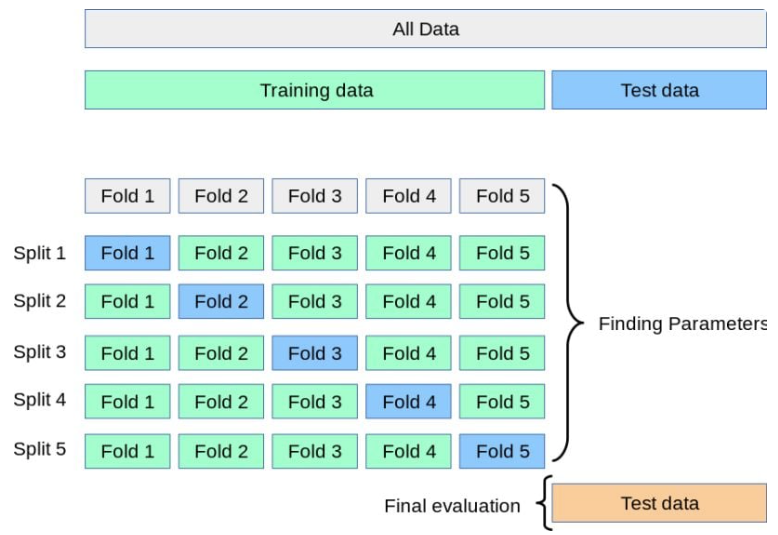 All Data
Training data Test data
Fold 1 Fold 2 Fold 3 Fold 4 Fold 5
Split 1 Fold 1 Fold 2 Fold 3 Fold 4 Fold 5
Split 2 Fold 1 Fold 2 Fold 3 Fold 4 Fold 5
Finding Parameters
Split 3 Fold 1 Fold 2 Fold 3 Fold 4 Fold 5
Split 4 Fold 1 Fold 2 Fold 3 Fold 4 Fold 5
Split 5 Fold 1 Fold 2 Fold 3 Fold 4 Fold 5
Final evaluation Test data